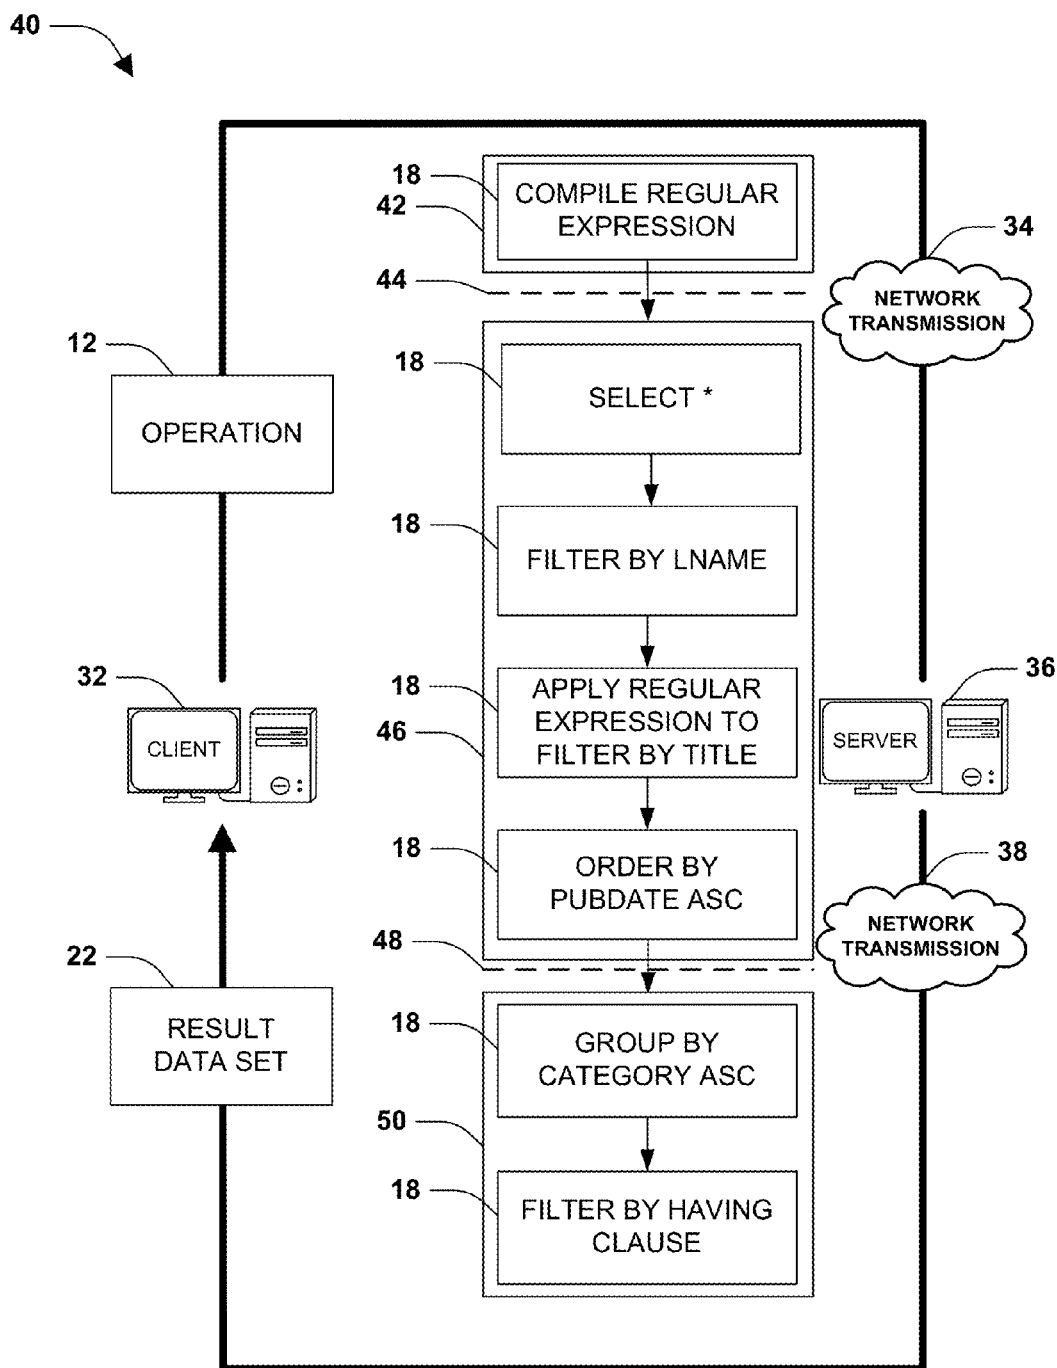 40
18
COMPILE REGULAR
EXPRESSION
42
34
44
NETWORK
TRANSMISSION
12
OPERATION
18
SELECT *
18
FILTER BY LNAME
32
CLIENT
18
APPLY REGULAR
EXPRESSION TO
FILTER BY TITLE
46
36
SERVER
18
ORDER BY
PUBDATE ASC
38
NETWORK
TRANSMISSION
48
22
RESULT
DATA SET
18
GROUP BY
CATEGORY ASC
50
18
FILTER BY HAVING
CLAUSE